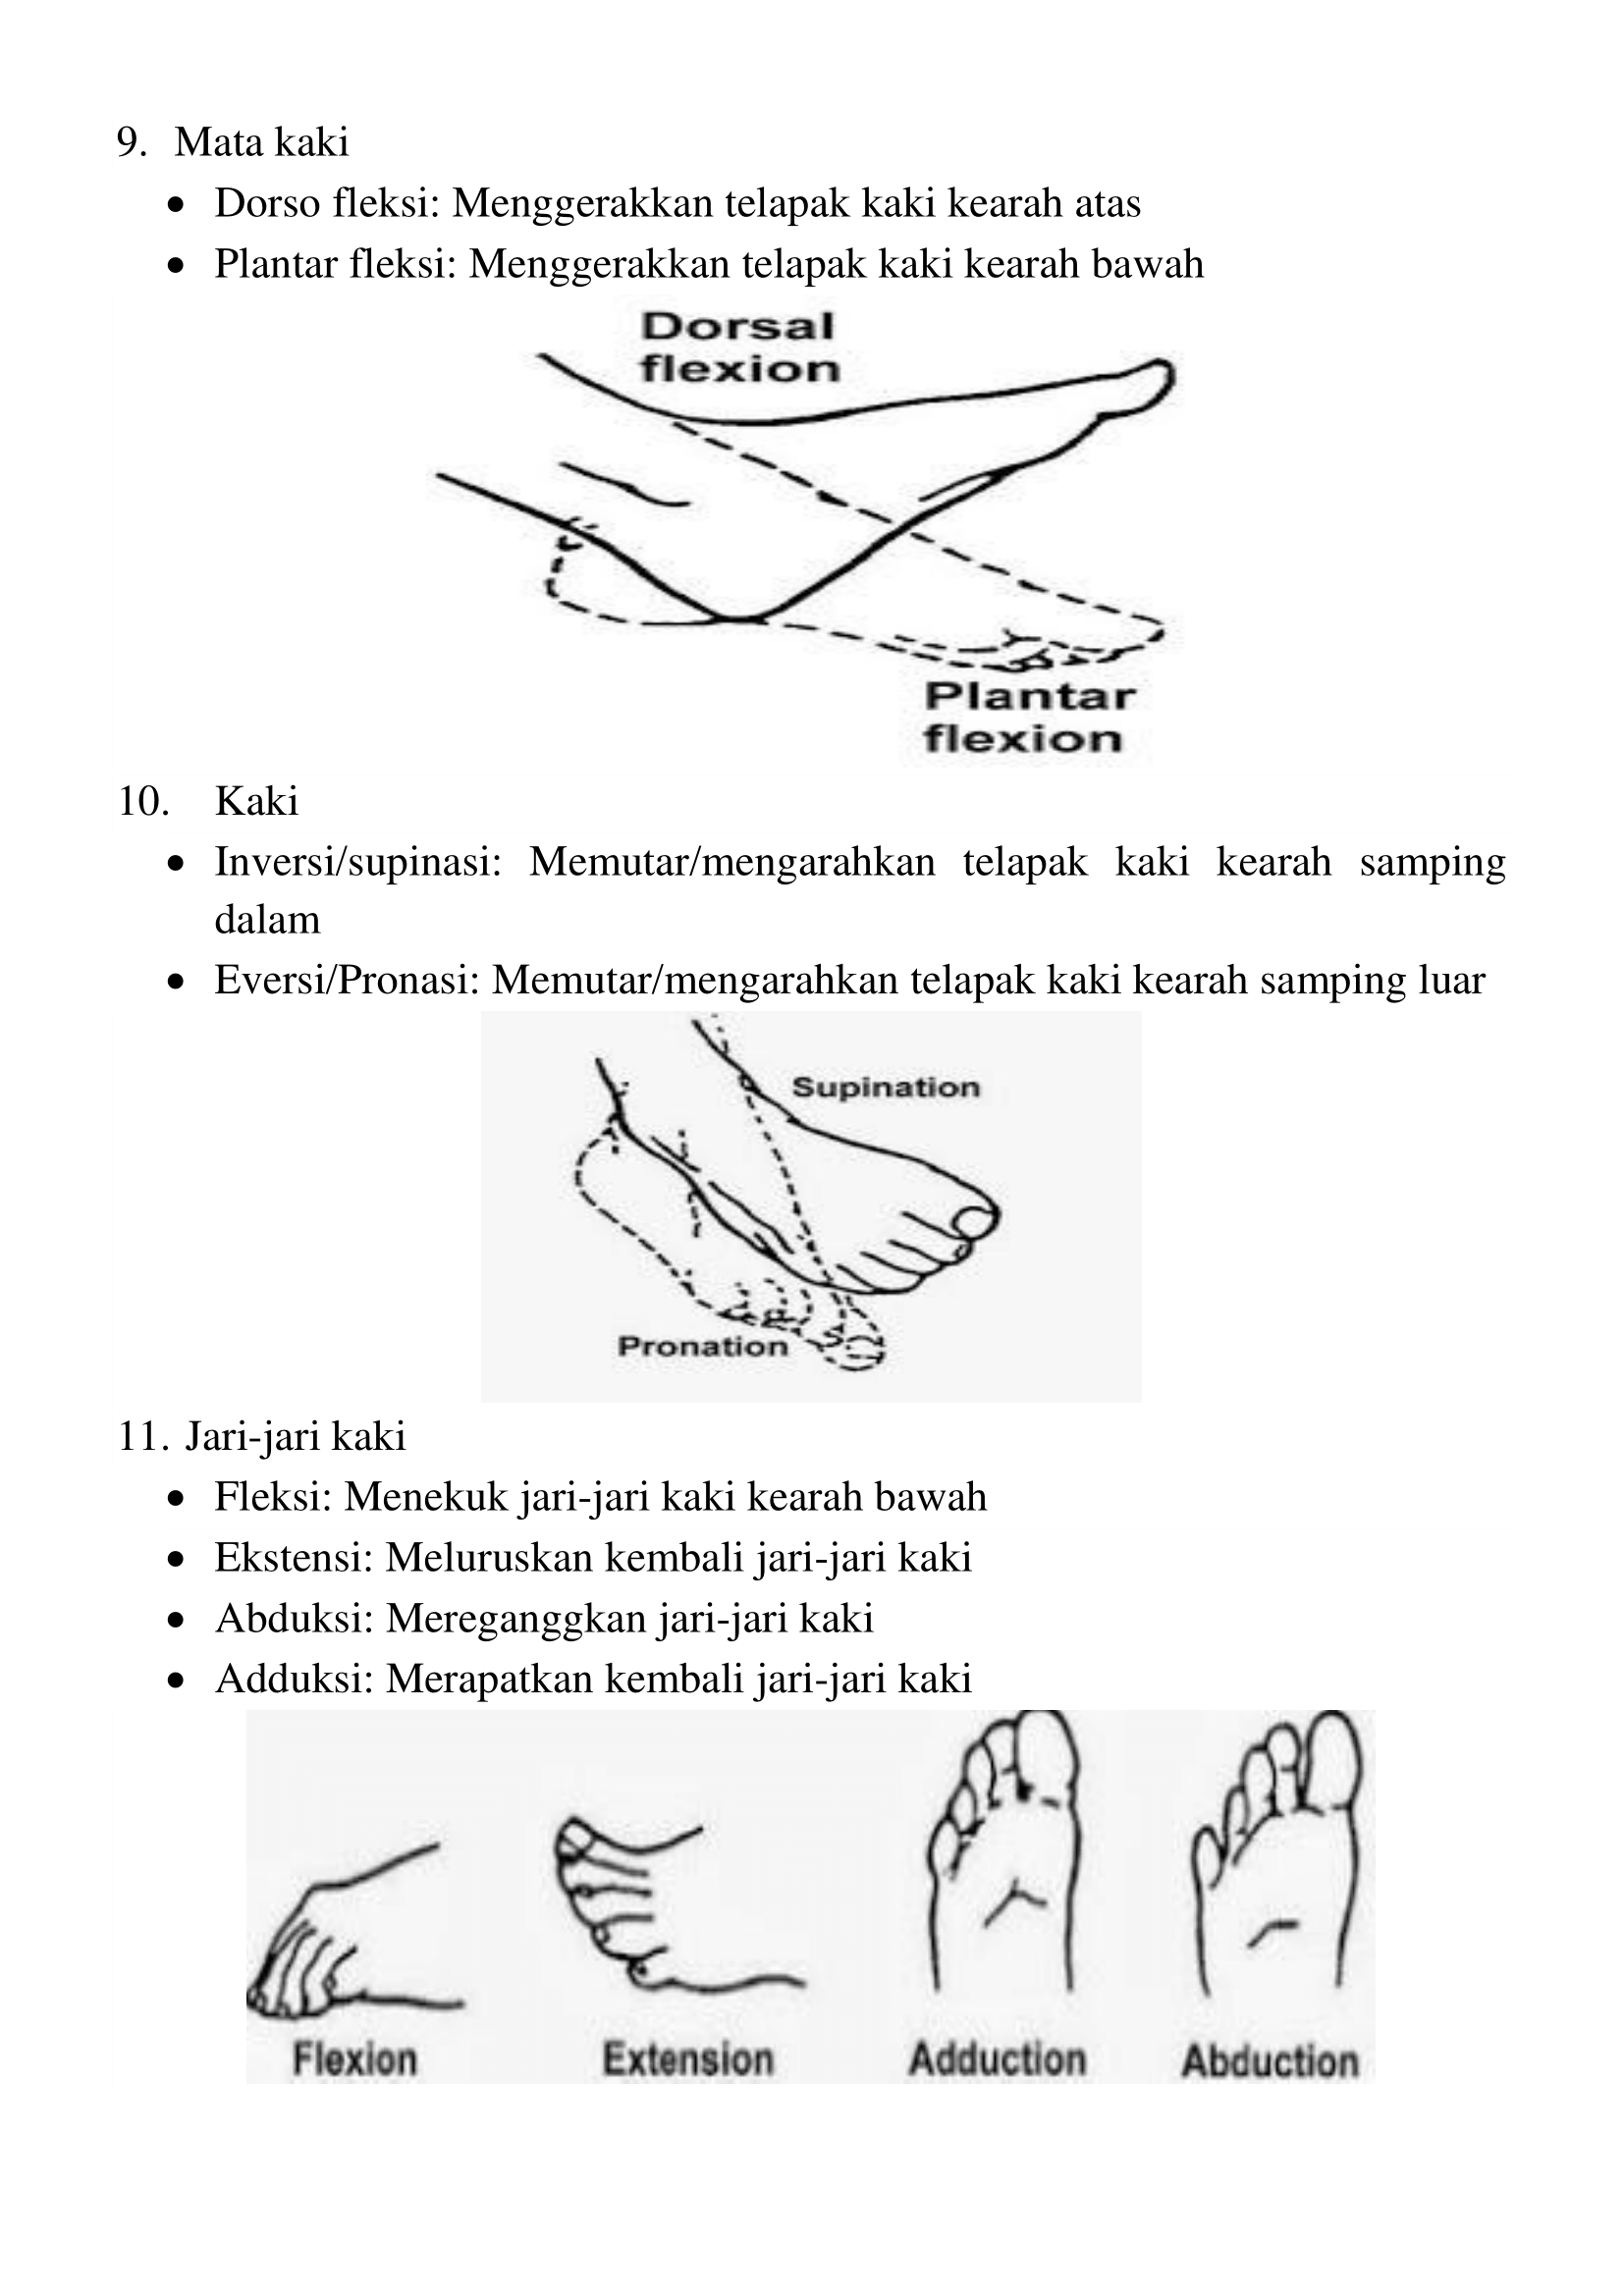 9. Mata kaki
• Dorso fleksi: Menggerakkan telapak kaki kearah atas
• Plantar fleksi: Menggerakkan telapak kaki kearah bawah
Dorsal
flexion
Plantar
flexion
10. Kaki
• Inversi/supinasi: Memutar/mengarahkan telapak kaki kearah samping
dalam
• Eversi/Pronasi: Memutar/mengarahkan telapak kaki kearah samping luar
Supination
Pronation
11. Jari-jari kaki
• Fleksi: Menekuk jari-jari kaki kearah bawah
• Ekstensi: Meluruskan kembali jari-jari kaki
• Abduksi: Mereganggkan jari-jari kaki
• Adduksi: Merapatkan kembali jari-jari kaki
Flexion Extension Adduction Abduction